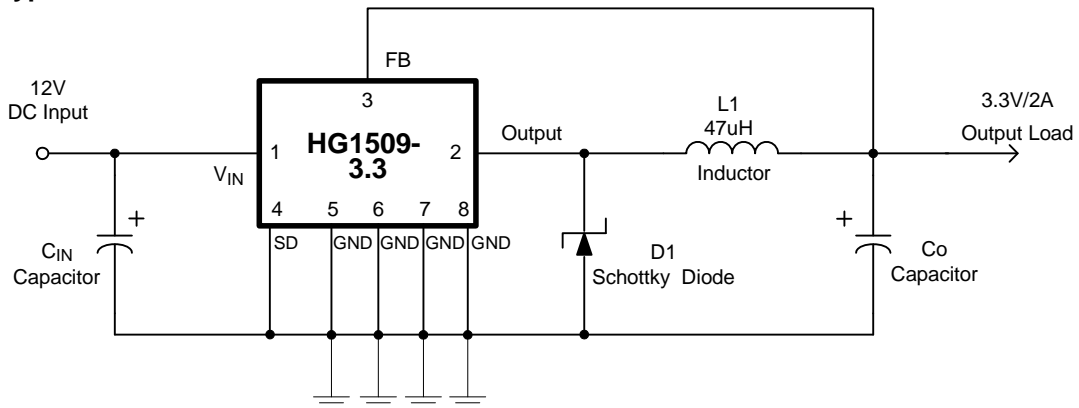 FB
12V
DC Input
3
L1
47uH
3.3V/2A
Output Load
1
HG1509-
3.3
2
Output
VIN
Inductor
4
5
6
7
8
SD
GND
GND
GND
GND
+
+
CIN
Capacitor
D1
Schottky Diode
Co
Capacitor